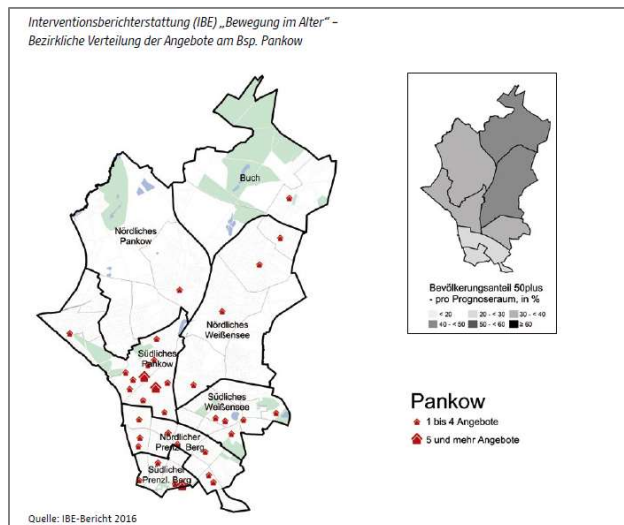 Interventionsberichterstattung (IBE) „Bewegung im Alter“ –
Bezirkliche Verteilung der Angebote am Bsp. Pankow
Buch
Nördliches
Pankow
Nördliches
Weißensee
Südliches
Pankow
Südliches
Weißensee
Nördlicher
Prenzl. Berg
Südlicher
Prenzl. Berg
Bevölkerungsanteil 50plus
- pro Prognoseraum, in %
< 20 20 - < 30 30 - < 40
40 - < 50 50 - < 60 ≥ 60
Pankow
1 bis 4 Angebote
5 und mehr Angebote
Quelle: IBE-Bericht 2016